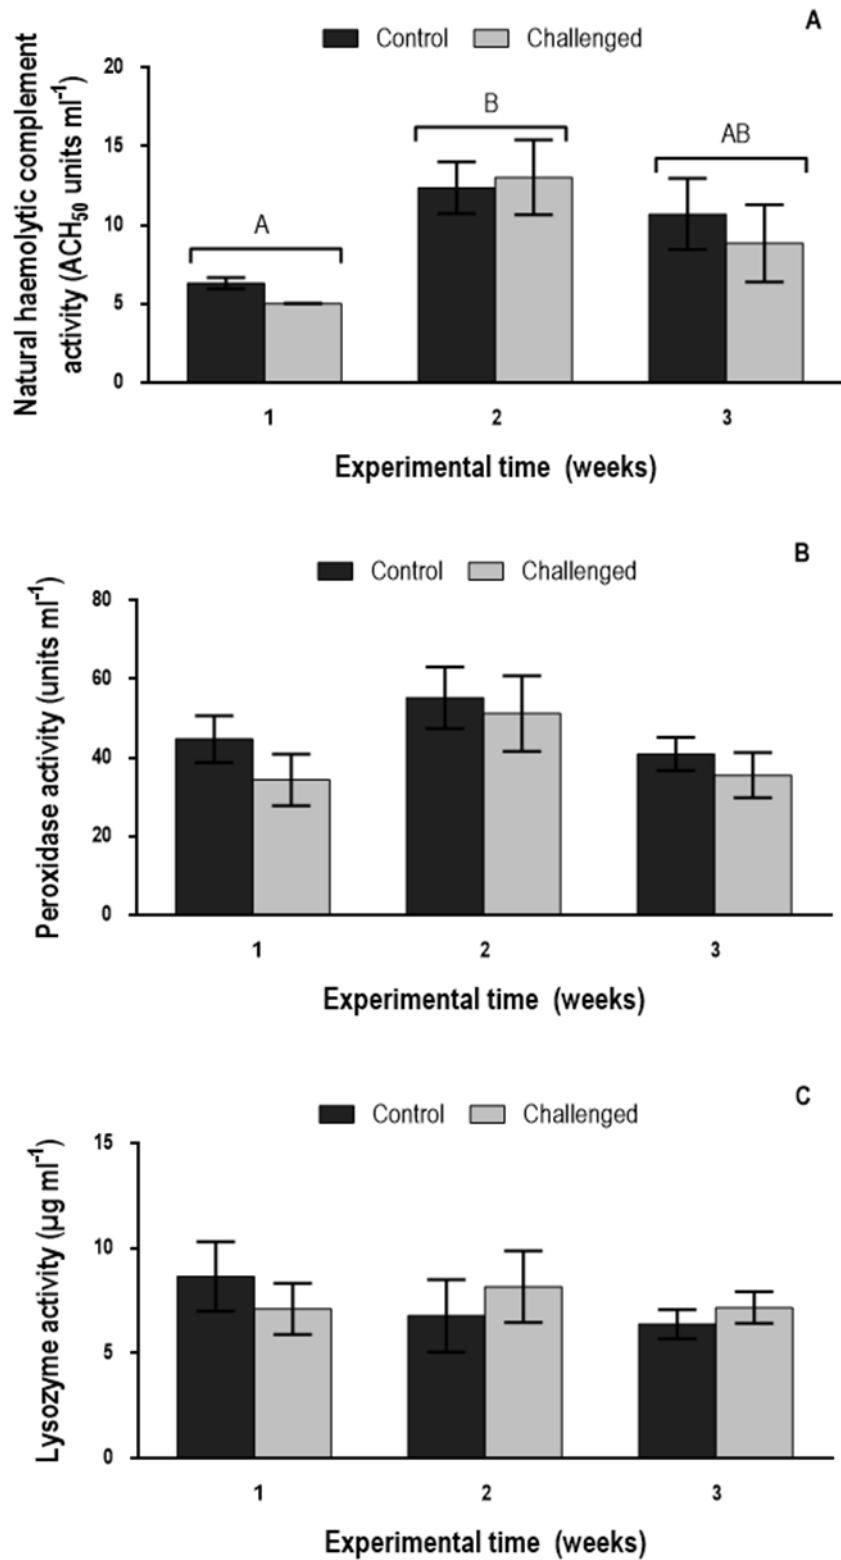 A
Control Challenged
Natural haemolytic complement
activity (ACH50 units ml-1)
20
15
10
5
0
A
B
AB
1 2 3
Experimental time (weeks)
B
Control Challenged
Peroxidase activity (units ml-1)
80
60
40
20
0
1 2 3
Experimental time (weeks)
C
Control Challenged
Lysozyme activity (µg ml-1)
15
10
5
0
1 2 3
Experimental time (weeks)